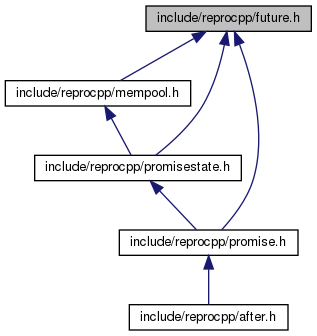 include/reprocpp/future.h
include/reprocpp/mempool.h
include/reprocpp/promisestate.h
include/reprocpp/promise.h
include/reprocpp/after.h